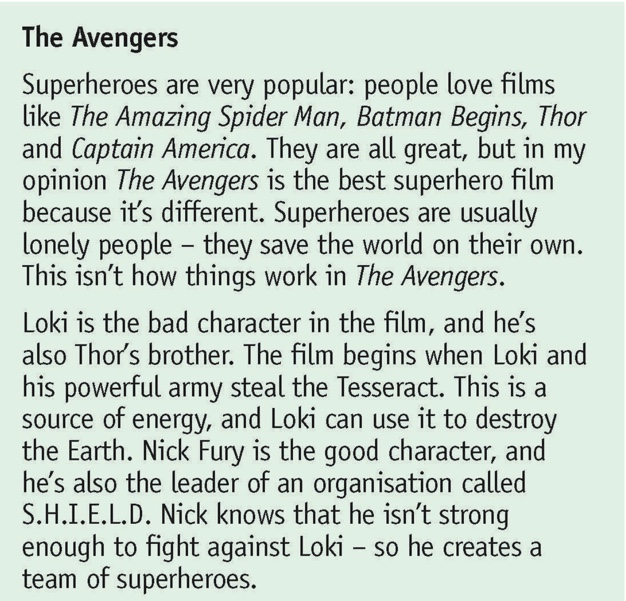 The Avengers
Superheroes are very popular: people love films
like The Amazing Spider Man, Batman Begins, Thor
and Captain America. They are all great, but in my
opinion The Avengers is the best superhero film
because it's different. Superheroes are usually
lonely people – they save the world on their own.
This isn't how things work in The Avengers.
Loki is the bad character in the film, and he's
also Thor's brother. The film begins when Loki and
his powerful army steal the Tesseract. This is a
source of energy, and Loki can use it to destroy
the Earth. Nick Fury is the good character, and
he's also the leader of an organisation called
S.H.I.E.L.D. Nick knows that he isn't strong
enough to fight against Loki – so he creates a
team of superheroes.